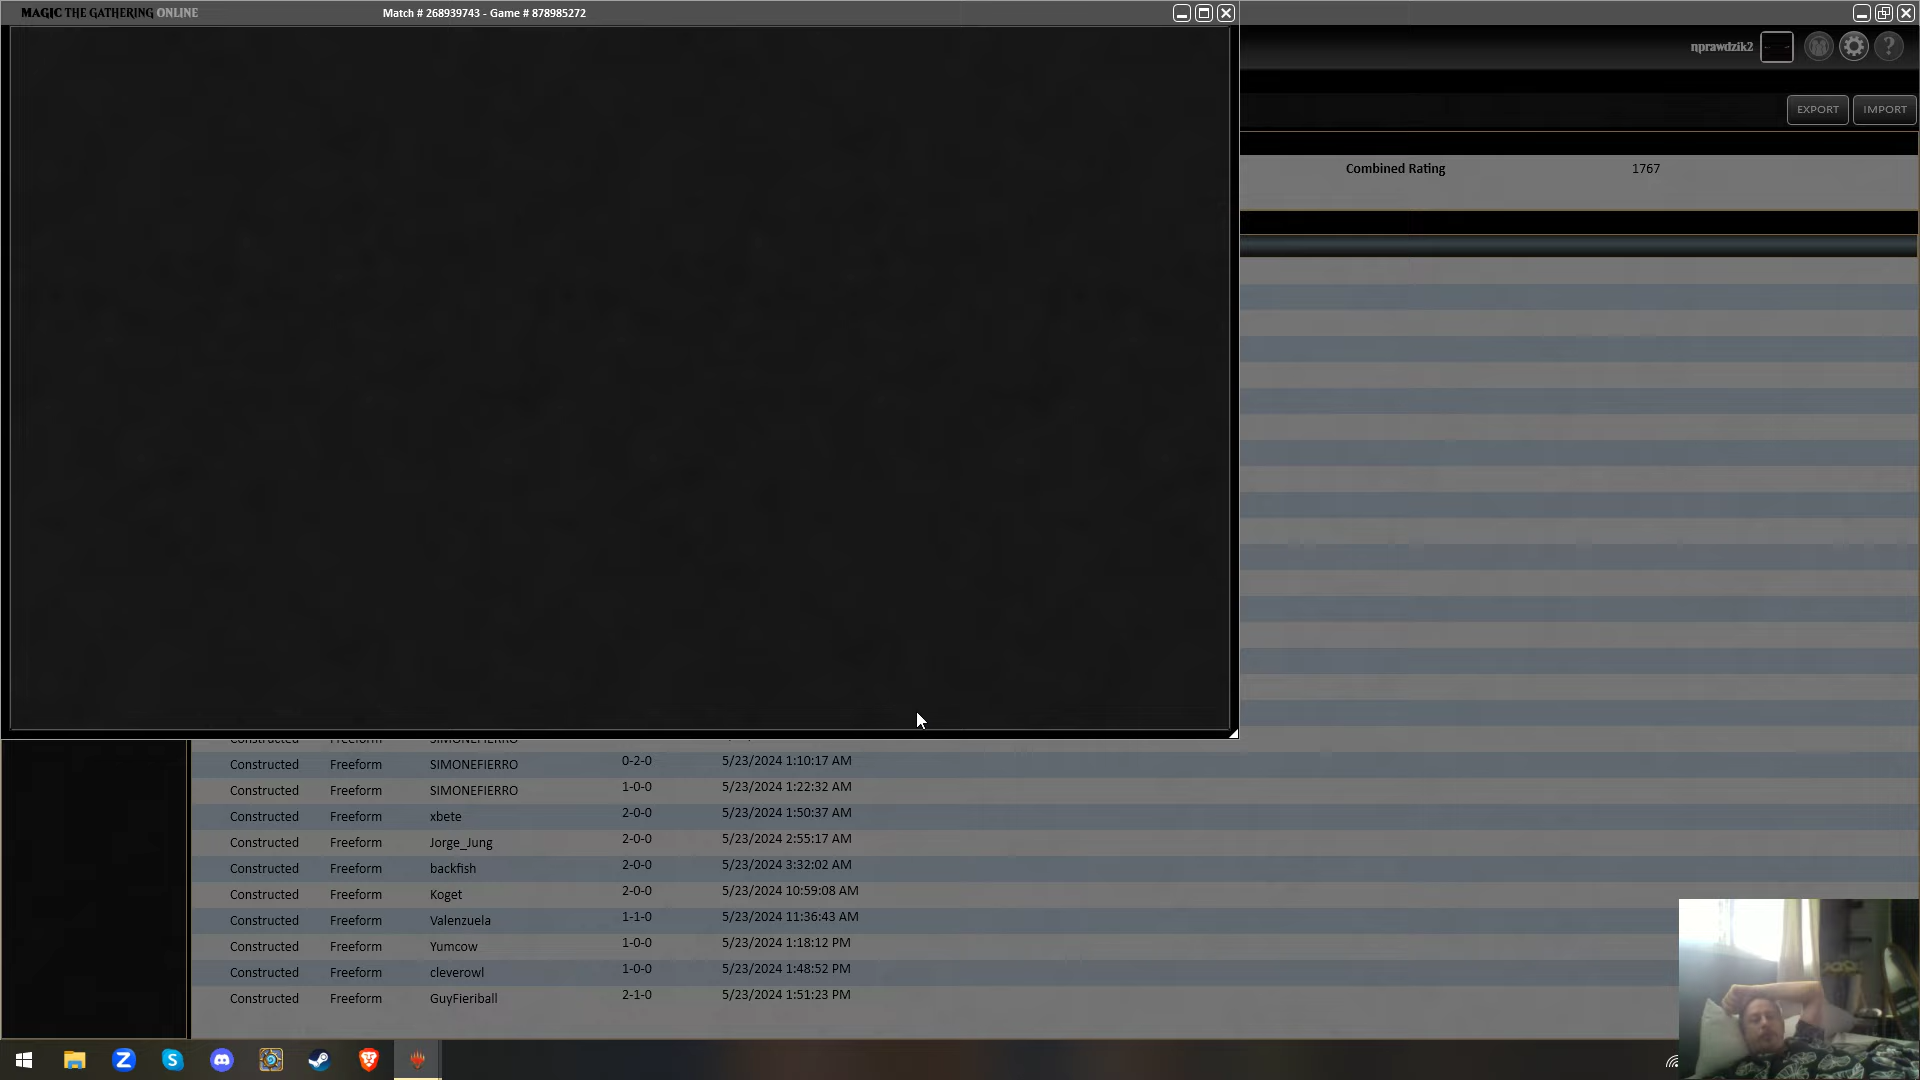 MAGIC THE GATHERING ONLINE
Match # 268939743 - Game # 878985272
nprawdzik2
?
EXPORT IMPORT
Combined Rating 1767
Constructed Freeform SIMONEFIERRO
Constructed Freeform SIMONEFIERRO 0-2-0 5/23/2024 1:10:17 AM
Constructed Freeform SIMONEFIERRO 1-0-0 5/23/2024 1:22:32 AM
Constructed Freeform xbete 2-0-0 5/23/2024 1:50:37 AM
Constructed Freeform Jorge_Jung 2-0-0 5/23/2024 2:55:17 AM
Constructed Freeform backfish 2-0-0 5/23/2024 3:32:02 AM
Constructed Freeform Koget 2-0-0 5/23/2024 10:59:08 AM
Constructed Freeform Valenzuela 1-1-0 5/23/2024 11:36:43 AM
Constructed Freeform Yumcow 1-0-0 5/23/2024 1:18:12 PM
Constructed Freeform cleverowl 1-0-0 5/23/2024 1:48:52 PM
Constructed Freeform GuyFieriball 2-1-0 5/23/2024 1:51:23 PM
Z
S